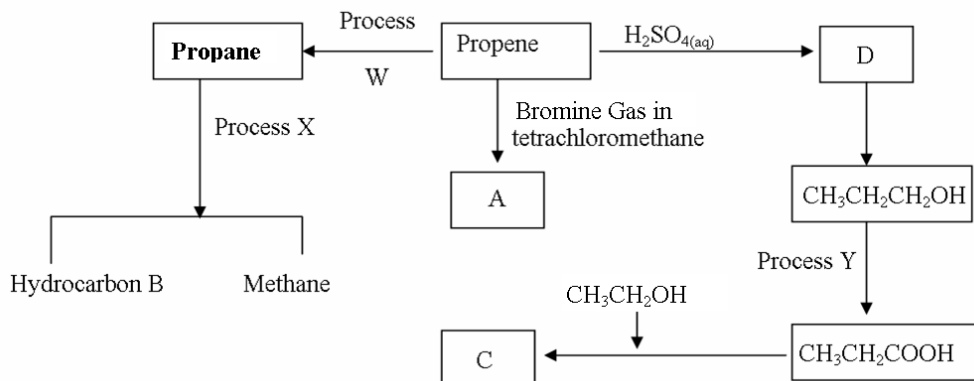 Process
W
Propane
Propene
H₂SO₄(aq)
D
Process X
Bromine Gas in
tetrachloromethane
A
CH₃CH₂CH₂OH
Hydrocarbon B
Methane
Process Y
CH₃CH₂OH
C
CH₃CH₂COOH